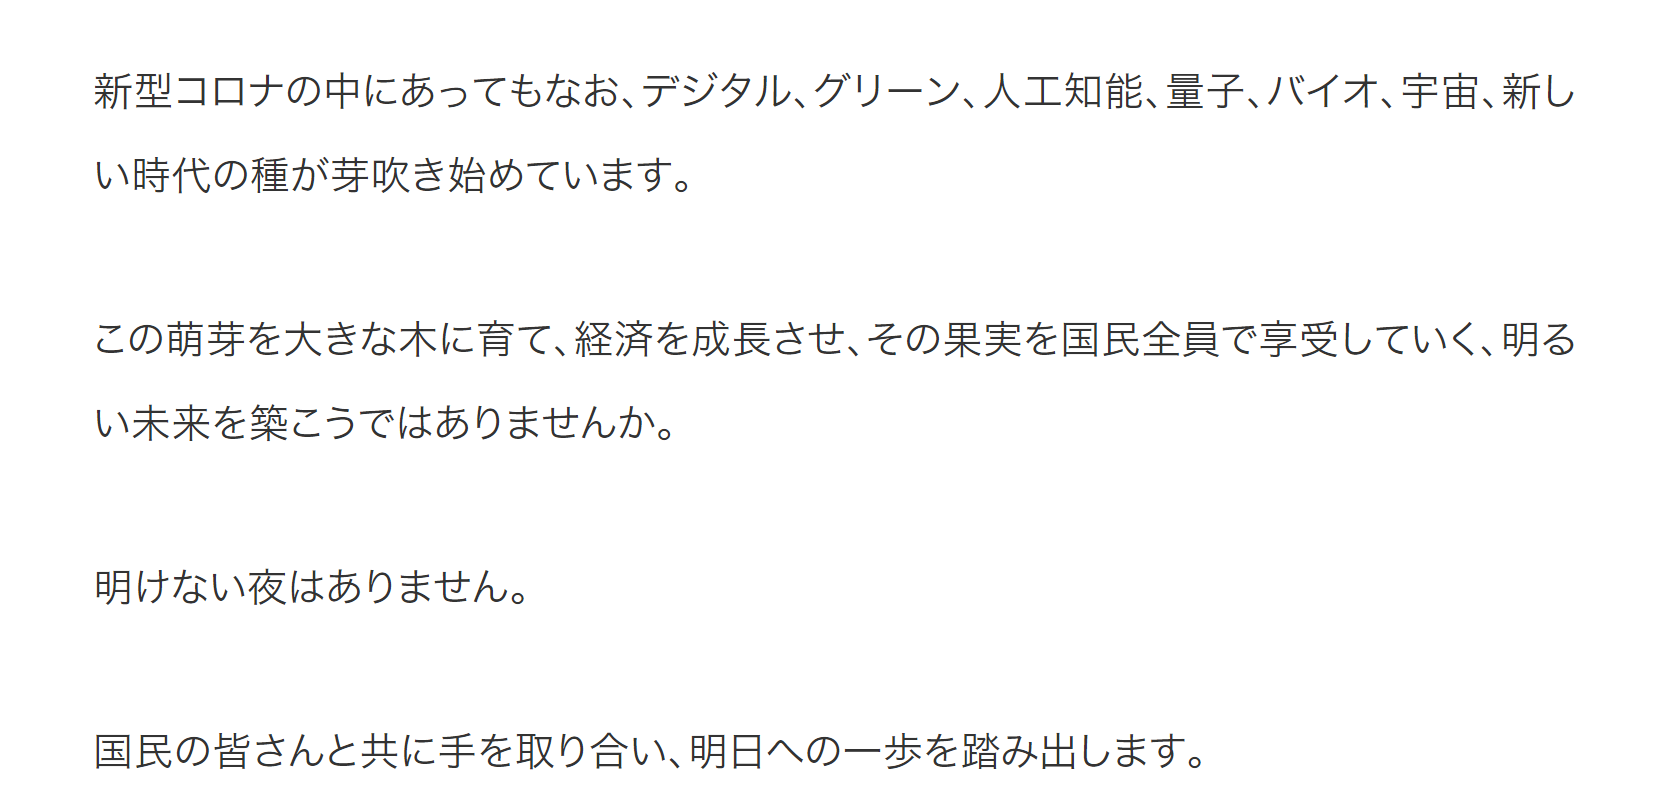 新型コロナの中にあってもなお、デジタル、グリーン、人工知能、量子、バイオ、宇宙、新し
い時代の種が芽吹き始めています。
この萌芽を大きな木に育て、経済を成長させ、その果実を国民全員で享受していく、明る
い未来を築こうではありませんか。
明けない夜はありません。
国民の皆さんと共に手を取り合い、明日への一歩を踏み出します。